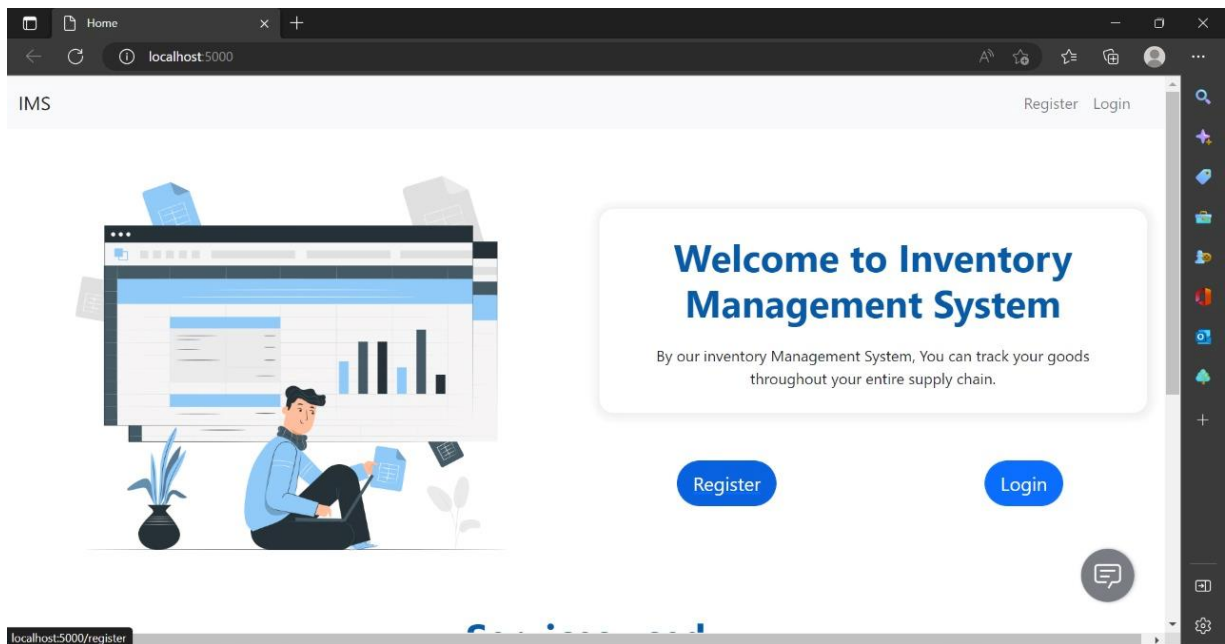 Home
localhost:5000
IMS
Register Login
Welcome to Inventory
Management System
By our inventory Management System, You can track your goods
throughout your entire supply chain.
Register
Login
localhost:5000/register